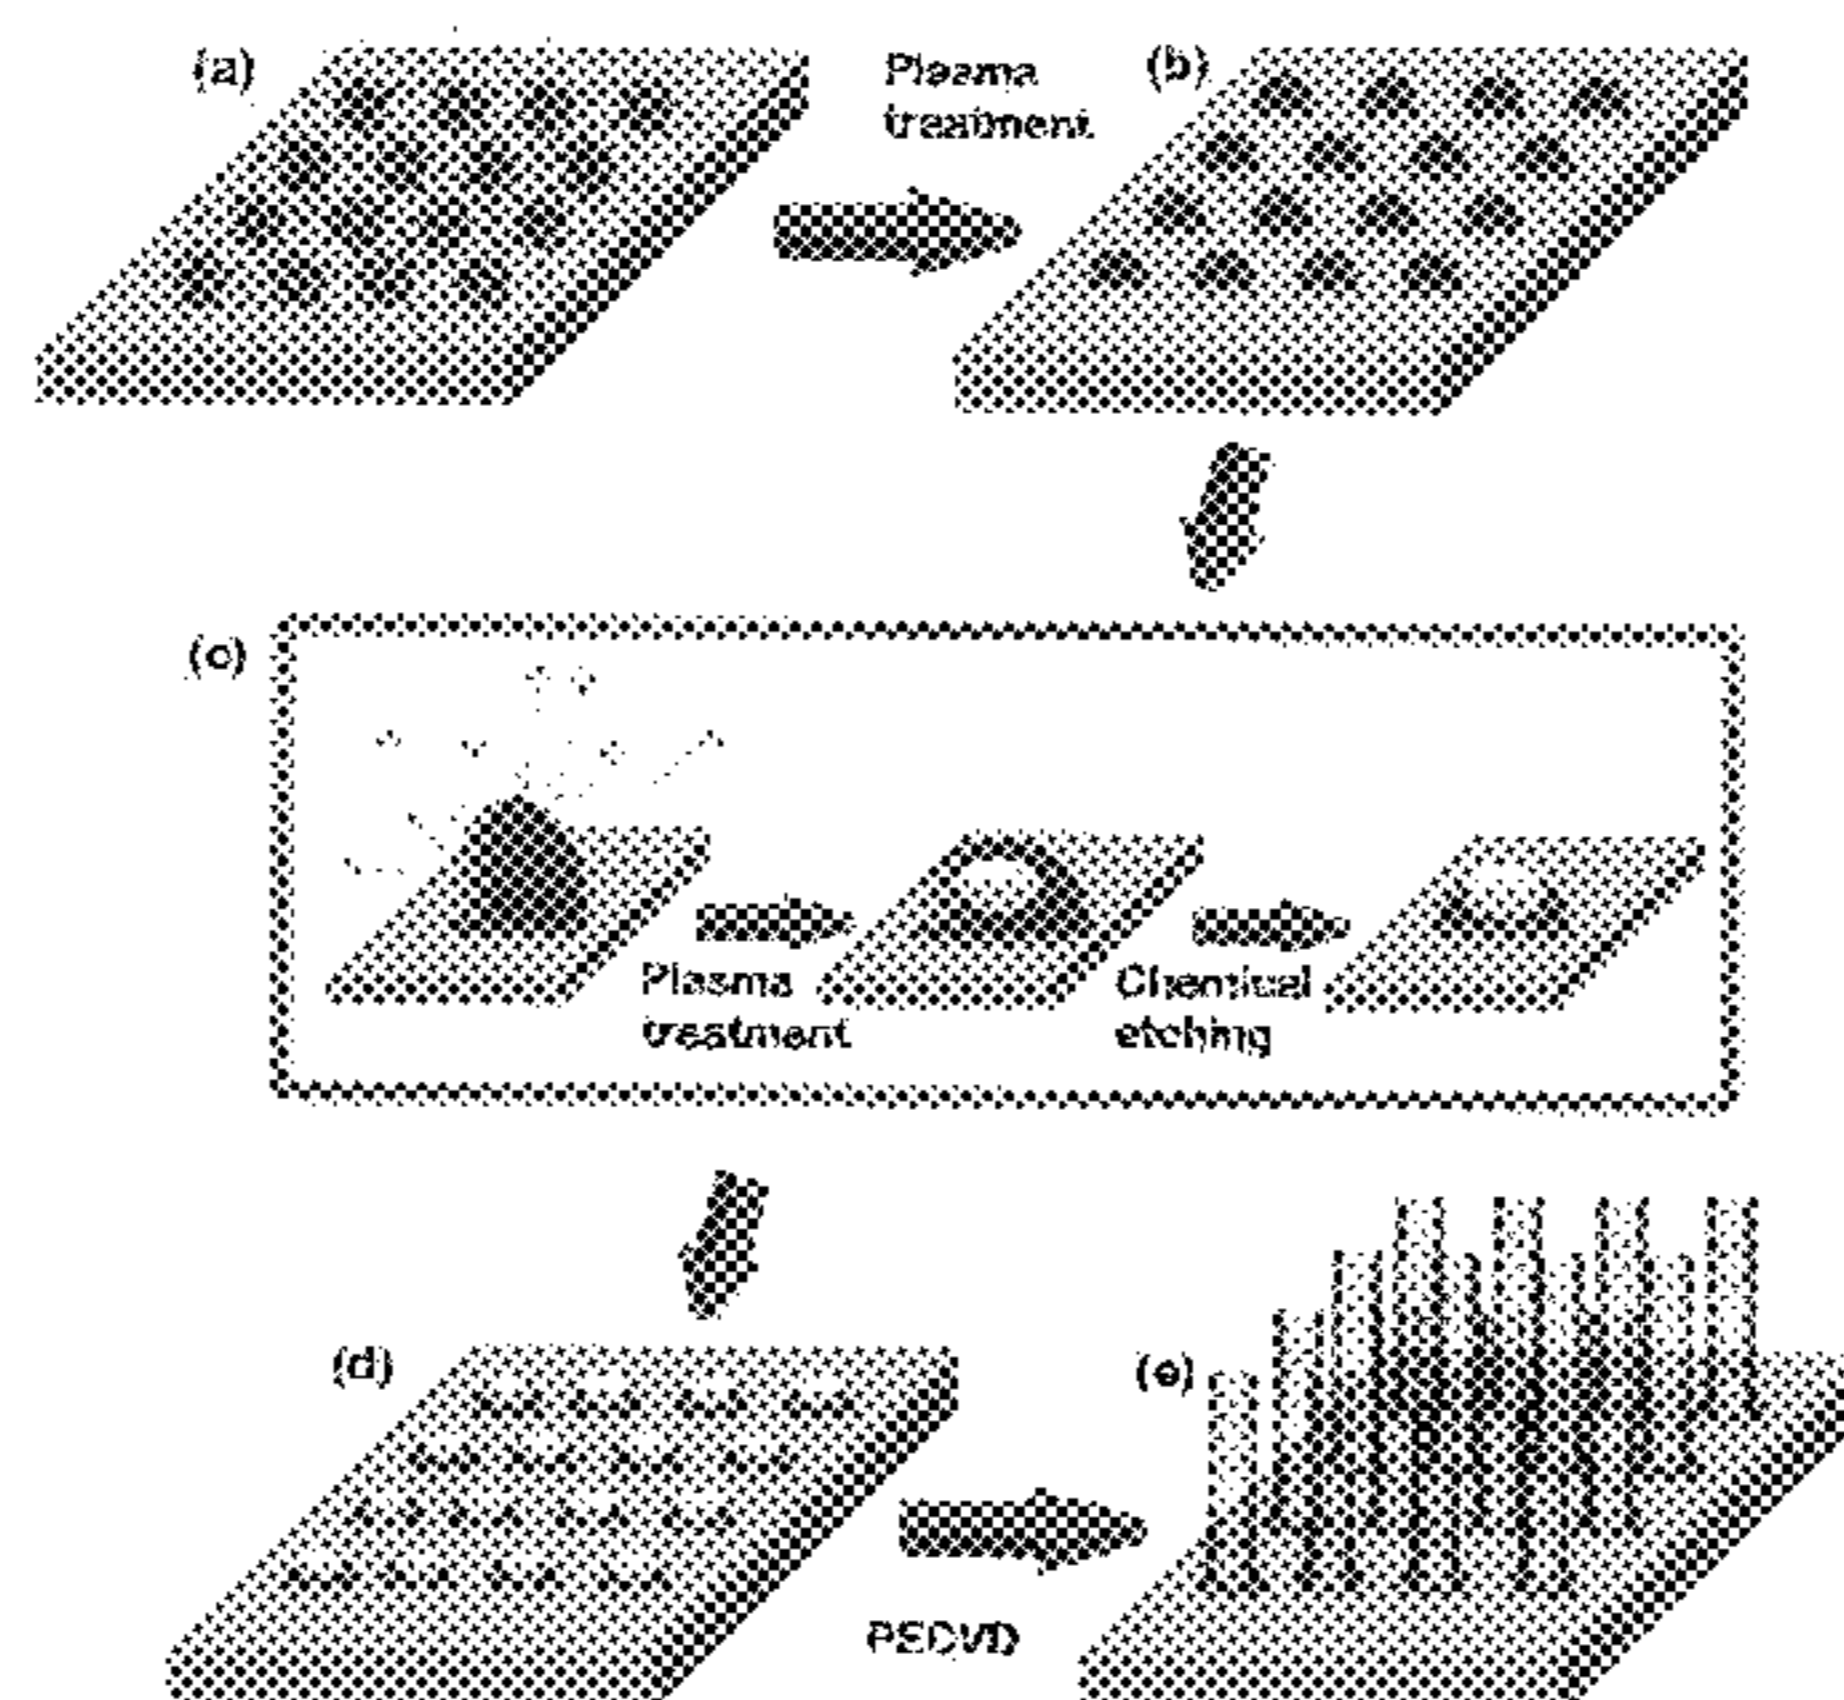 (a)
Plasma
treatment
(b)
(c)
Plasma
treatment
Chemical
etching
(d)
(e)
PECVD